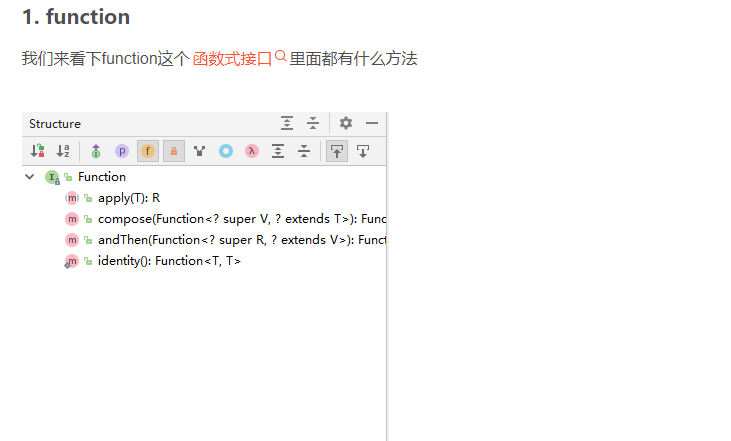 1. function
我们来看下function这个 函数式接口 里面都有什么方法
Structure
Function
apply(T): R
compose(Function<? super V, ? extends T>): Func
andThen(Function<? super R, ? extends V>): Funct
identity(): Function<T, T>